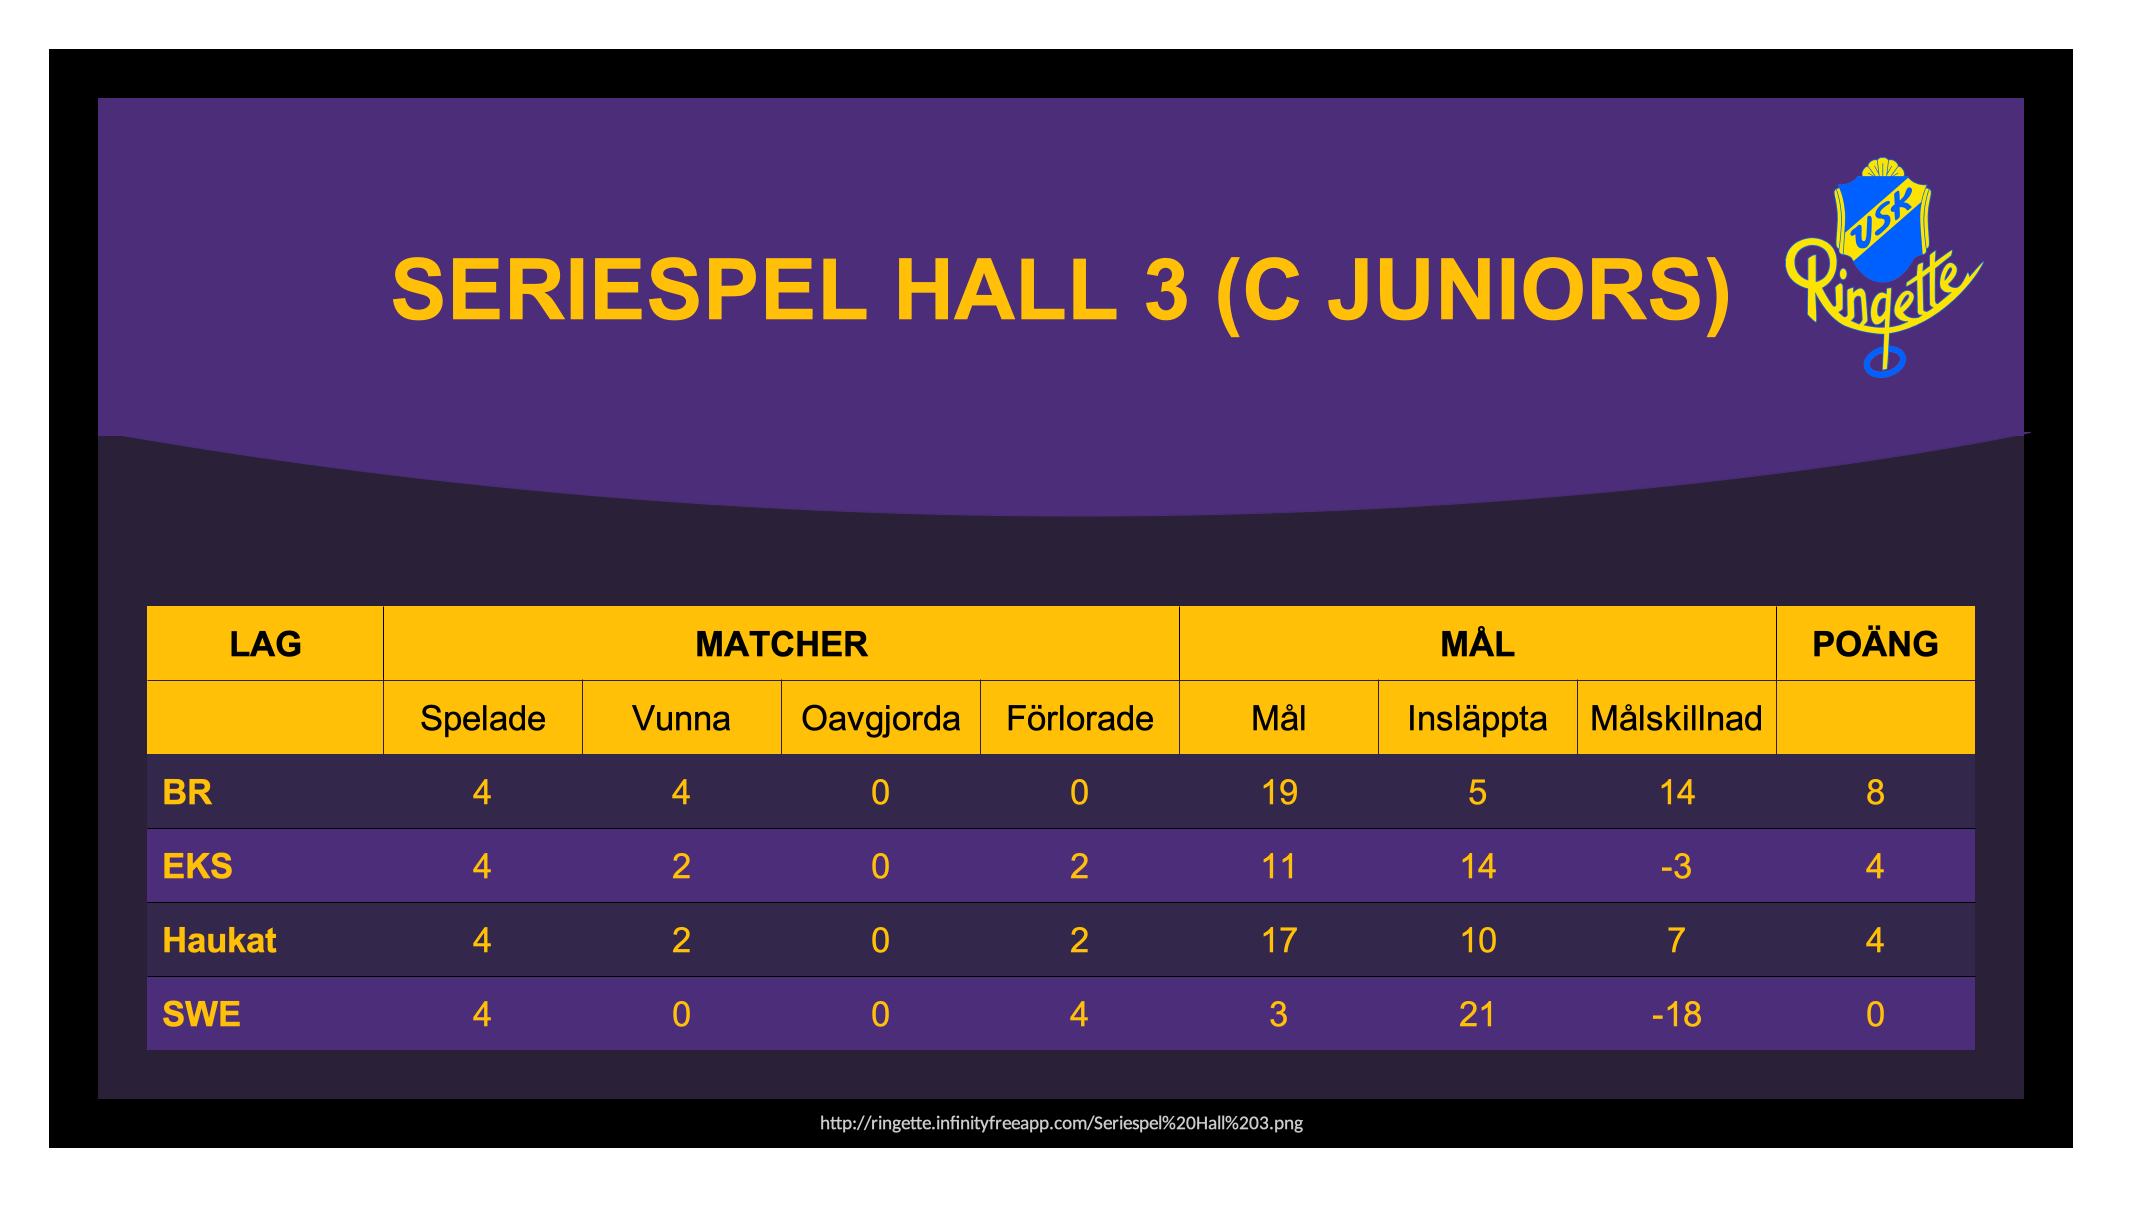 SERIESPEL HALL 3 (C JUNIORS)
USK
Ringette
LAG MATCHER MÅL POÄNG
Spelade Vunna Oavgjorda Förlorade Mål Insläppta Målskillnad
BR 4 4 0 0 19 5 14 8
EKS 4 2 0 2 11 14 -3 4
Haukat 4 2 0 2 17 10 7 4
SWE 4 0 0 4 3 21 -18 0
http://ringette.infinityfreeapp.com/Seriespel%20Hall%203.png